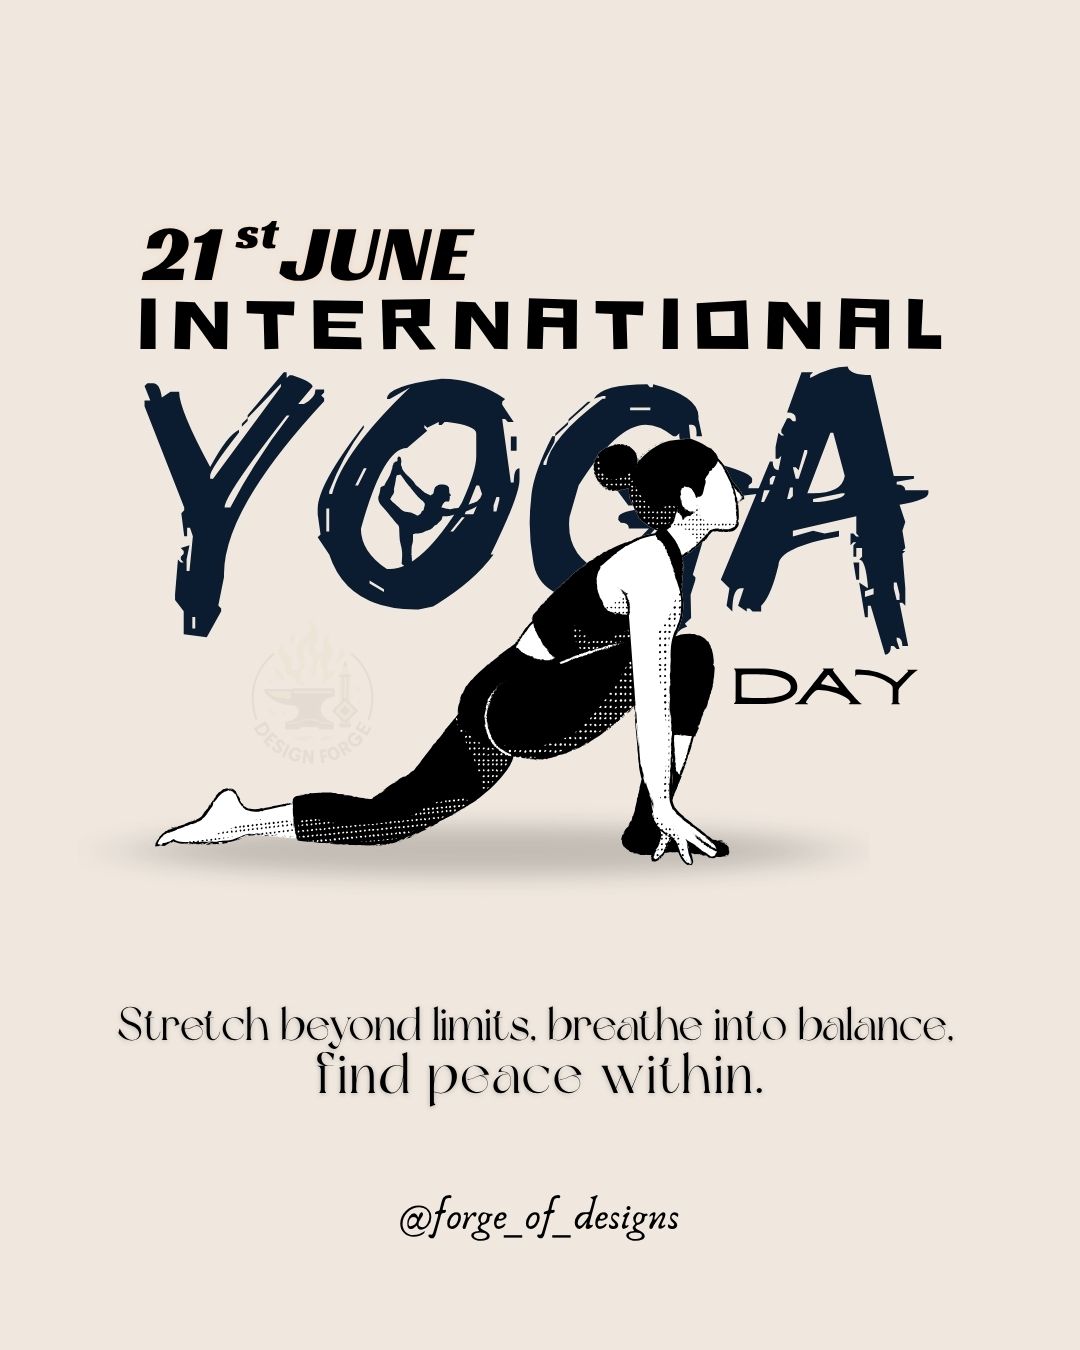 21st JUNE
INTERNATIONAL
YOGA
DAY
DESIGN FORGE
Stretch beyond limits, breathe into balance,
find peace within.
@forge_of_designs